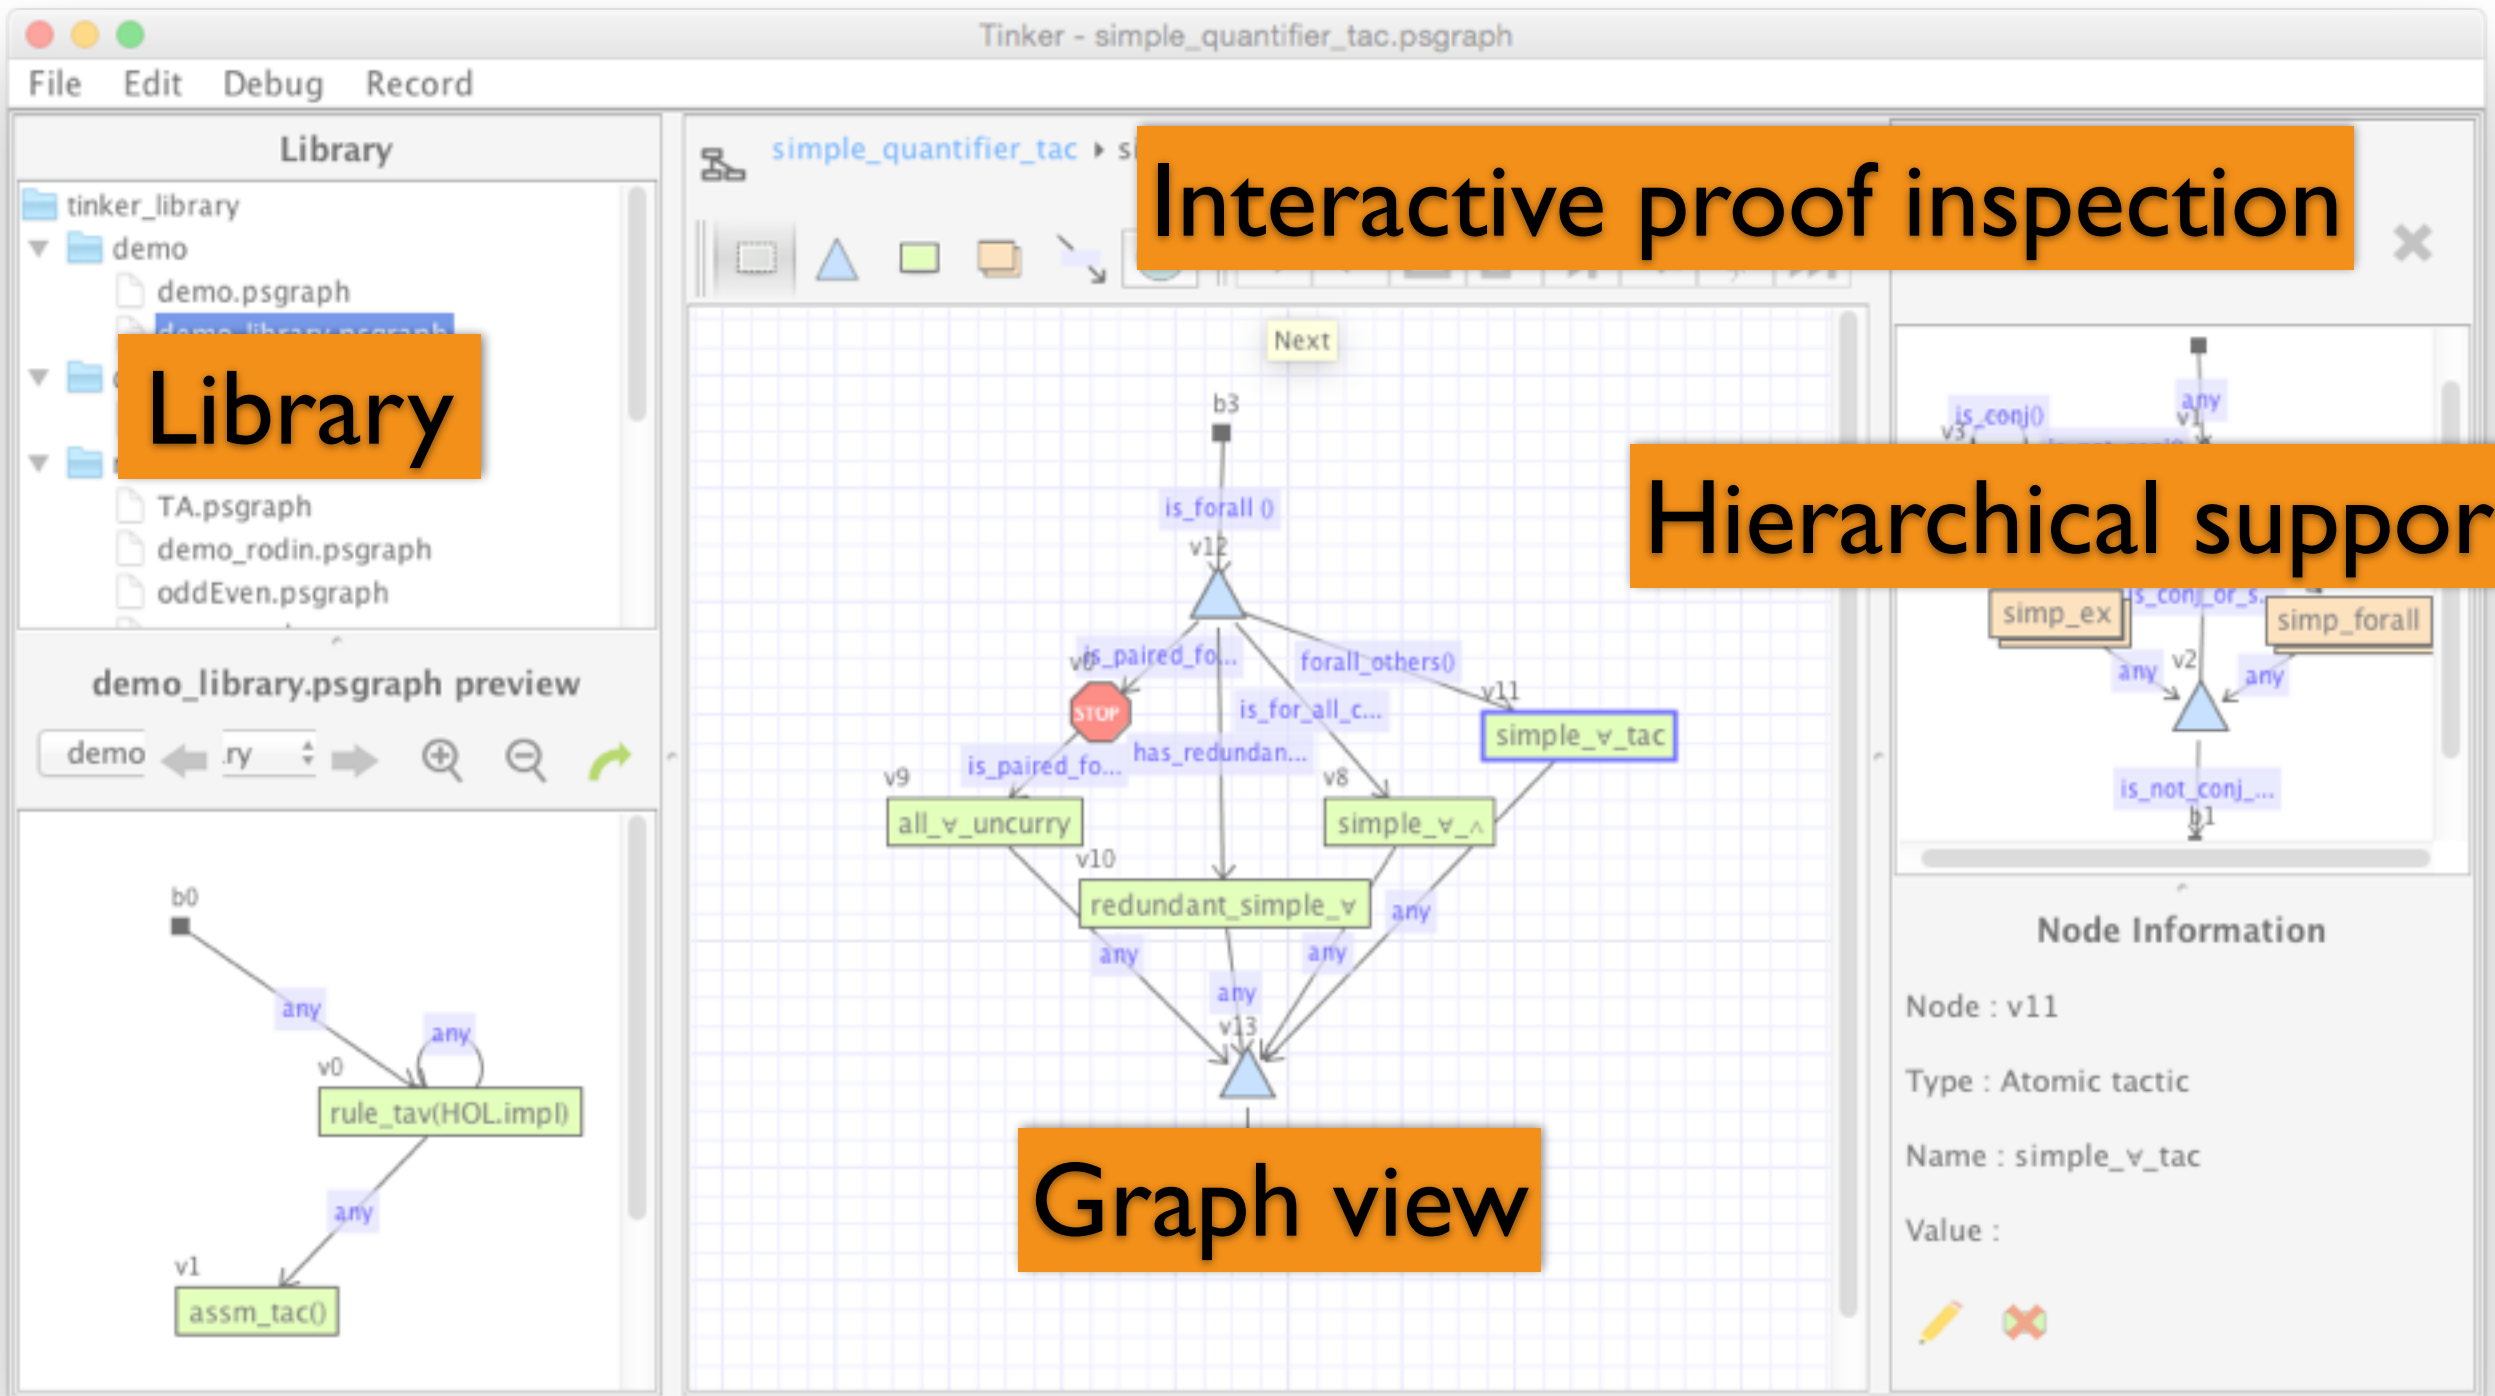 Tinker - simple_quantifier_tac.psgraph
File Edit Debug Record
Library
tinker_library
demo
demo.psgraph
demo_library.psgraph
Library
TA.psgraph
demo_rodin.psgraph
oddEven.psgraph
demo_library.psgraph preview
demo
ry
b0
any
any
v0
rule_tav(HOL.impl)
any
v1
assm_tac()
simple_quantifier_tac
Interactive proof inspection
Next
b3
is_forall ()
v12
is_paired_fo...
forall_others()
v11
STOP
is_for_all_c...
simple_∀_tac
is_paired_fo...
has_redundan...
v9
v8
all_∀_uncurry
simple_∀_∧
v10
redundant_simple_∀
any
any
any
any
v13
Graph view
any
is_conj()
v1
v3
Hierarchical suppor
is_conj_or_s...
simp_ex
simp_forall
v2
any
any
is_not_conj_...
b1
Node Information
Node : v11
Type : Atomic tactic
Name : simple_∀_tac
Value :